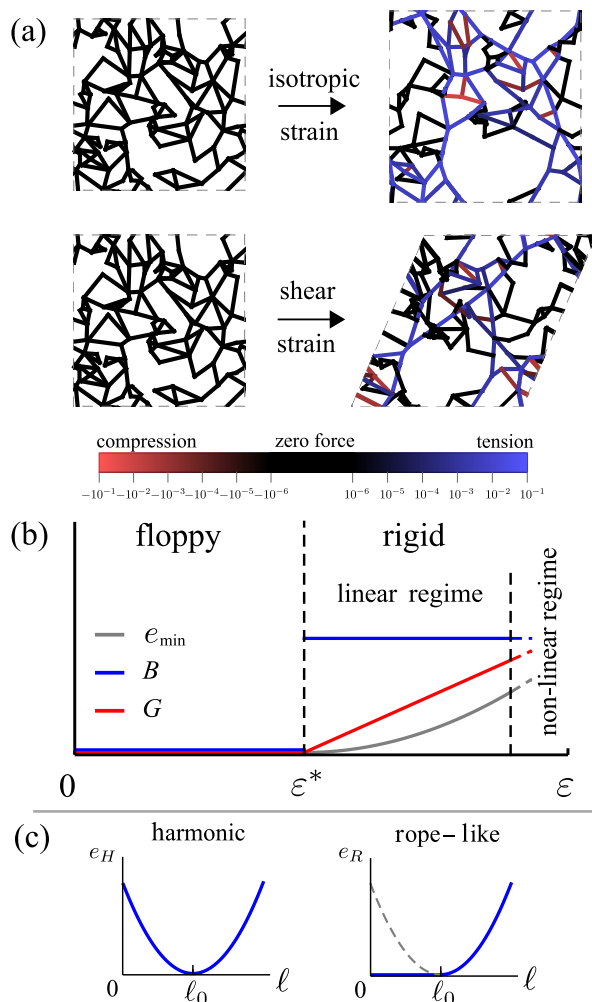 (a)
isotropic
strain
shear
strain
compression zero force tension
−10⁻¹ −10⁻² −10⁻³ −10⁻⁴ −10⁻⁵ −10⁻⁶ 10⁻⁶ 10⁻⁵ 10⁻⁴ 10⁻³ 10⁻² 10⁻¹
(b)
floppy rigid
linear regime
non-linear regime
e_min
B
G
0 ε* ε
(c)
harmonic rope–like
e_H e_R
0 ℓ₀ ℓ 0 ℓ₀ ℓ